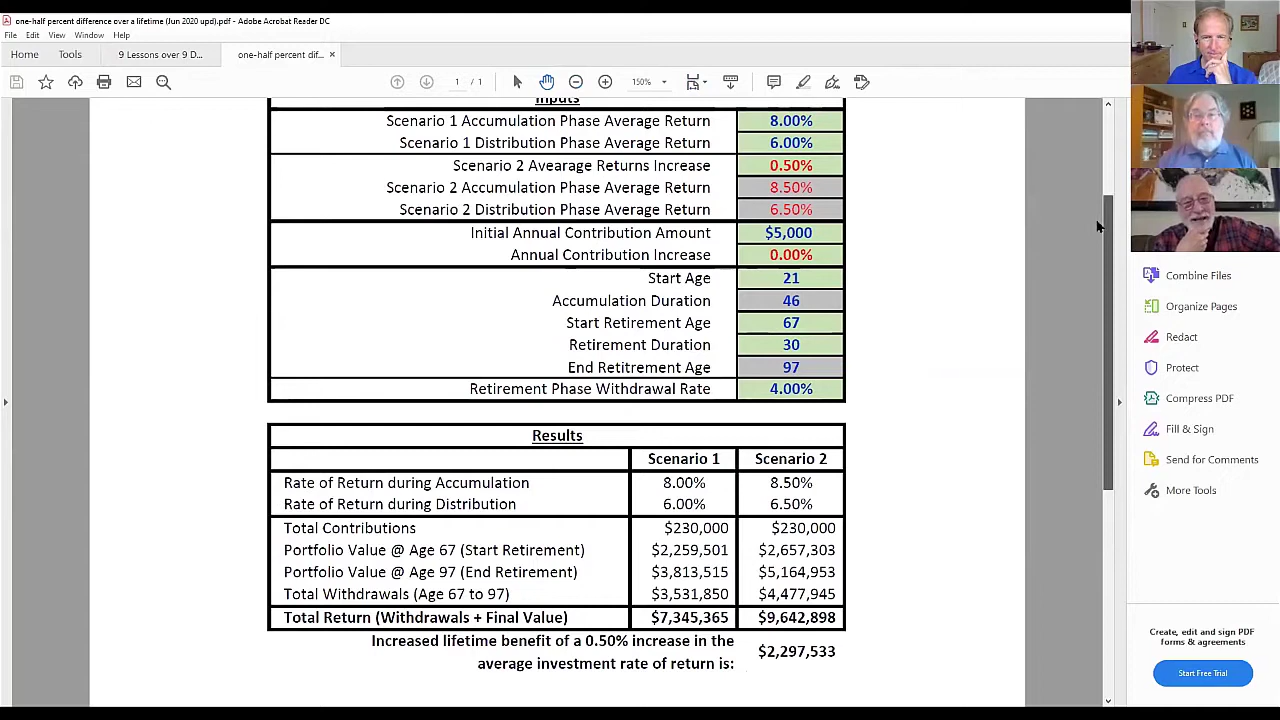 one-half percent difference over a lifetime (Jun 2020 upd).pdf - Adobe Acrobat Reader DC
File Edit View Window Help
Home Tools 9 Lessons over 9 D... one-half percent dif... ×
1 / 1 150%
Inputs
Scenario 1 Accumulation Phase Average Return 8.00%
Scenario 1 Distribution Phase Average Return 6.00%
Scenario 2 Avearage Returns Increase 0.50%
Scenario 2 Accumulation Phase Average Return 8.50%
Scenario 2 Distribution Phase Average Return 6.50%
Initial Annual Contribution Amount $5,000
Annual Contribution Increase 0.00%
Start Age 21
Accumulation Duration 46
Start Retirement Age 67
Retirement Duration 30
End Retitrement Age 97
Retirement Phase Withdrawal Rate 4.00%
Results
Scenario 1 Scenario 2
Rate of Return during Accumulation 8.00% 8.50%
Rate of Return during Distribution 6.00% 6.50%
Total Contributions $230,000 $230,000
Portfolio Value @ Age 67 (Start Retirement) $2,259,501 $2,657,303
Portfolio Value @ Age 97 (End Retirement) $3,813,515 $5,164,953
Total Withdrawals (Age 67 to 97) $3,531,850 $4,477,945
Total Return (Withdrawals + Final Value) $7,345,365 $9,642,898
Increased lifetime benefit of a 0.50% increase in the
average investment rate of return is: $2,297,533
Combine Files
Organize Pages
Redact
Protect
Compress PDF
Fill & Sign
Send for Comments
More Tools
Create, edit and sign PDF
forms & agreements
Start Free Trial